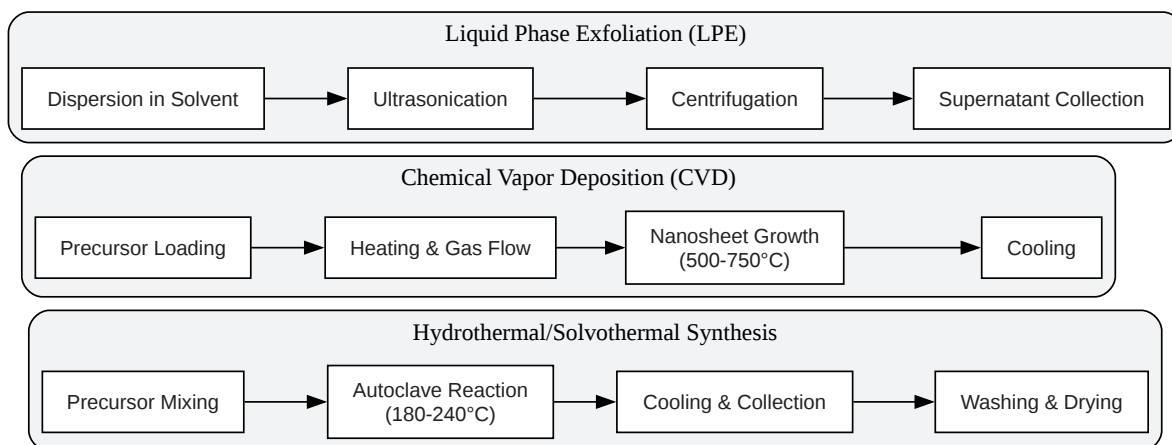 Liquid Phase Exfoliation (LPE)
Dispersion in Solvent
Ultrasonication
Centrifugation
Supernatant Collection
Chemical Vapor Deposition (CVD)
Precursor Loading
Heating & Gas Flow
Nanosheet Growth
(500-750°C)
Cooling
Hydrothermal/Solvothermal Synthesis
Precursor Mixing
Autoclave Reaction
(180-240°C)
Cooling & Collection
Washing & Drying